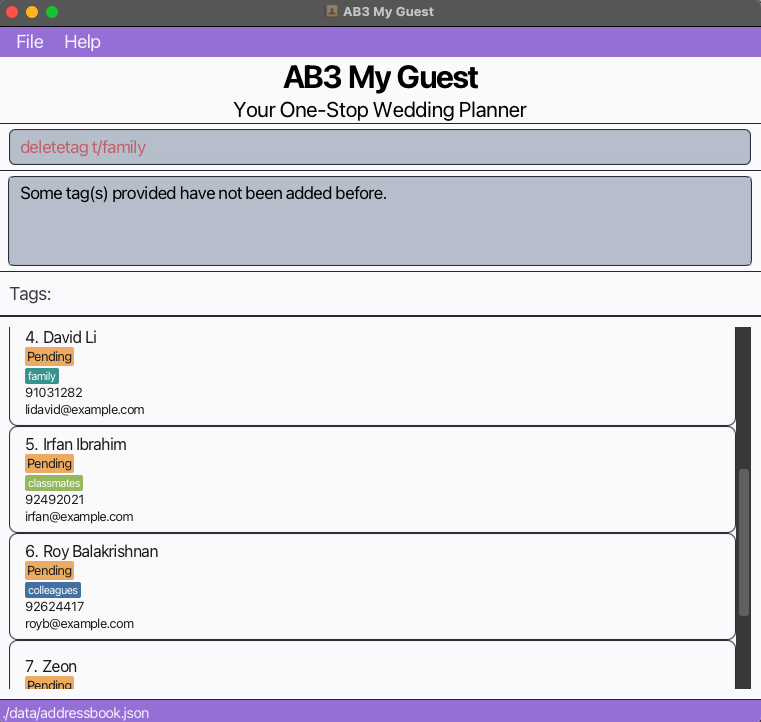 AB3 My Guest
File Help
AB3 My Guest
Your One-Stop Wedding Planner
deletetag t/family
Some tag(s) provided have not been added before.
Tags:
4. David Li
Pending
family
91031282
lidavid@example.com
5. Irfan Ibrahim
Pending
classmates
92492021
irfan@example.com
6. Roy Balakrishnan
Pending
colleagues
92624417
royb@example.com
7. Zeon
Pending
./data/addressbook.json